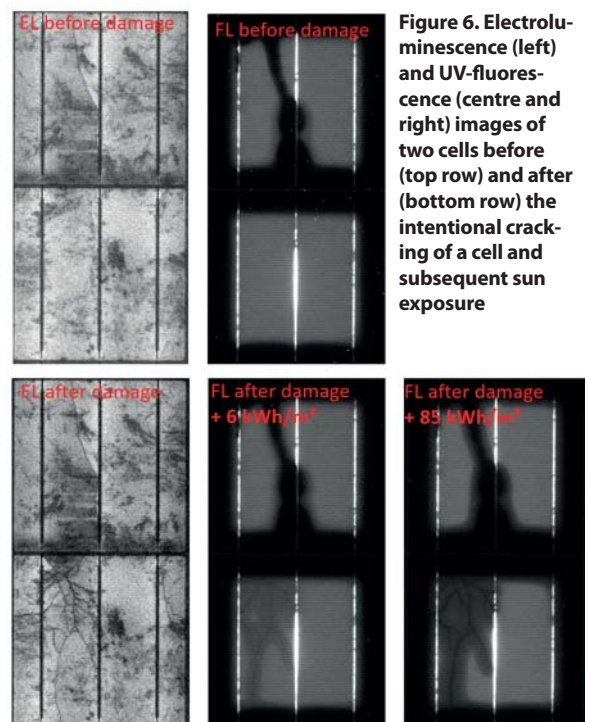 EL before damage
FL before damage
Figure 6. Electrolu-
minescence (left)
and UV-fluores-
cence (centre and
right) images of
two cells before
(top row) and after
(bottom row) the
intentional crack-
ing of a cell and
subsequent sun
exposure
EL after damage
FL after damage
+ 6 kWh/m²
FL after damage
+ 85 kWh/m²